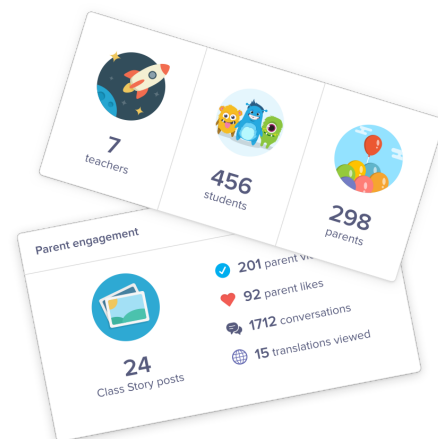 7
teachers
456
students
298
parents
Parent engagement
24
Class Story posts
201 parent
92 parent likes
1712 conversations
15 translations viewed